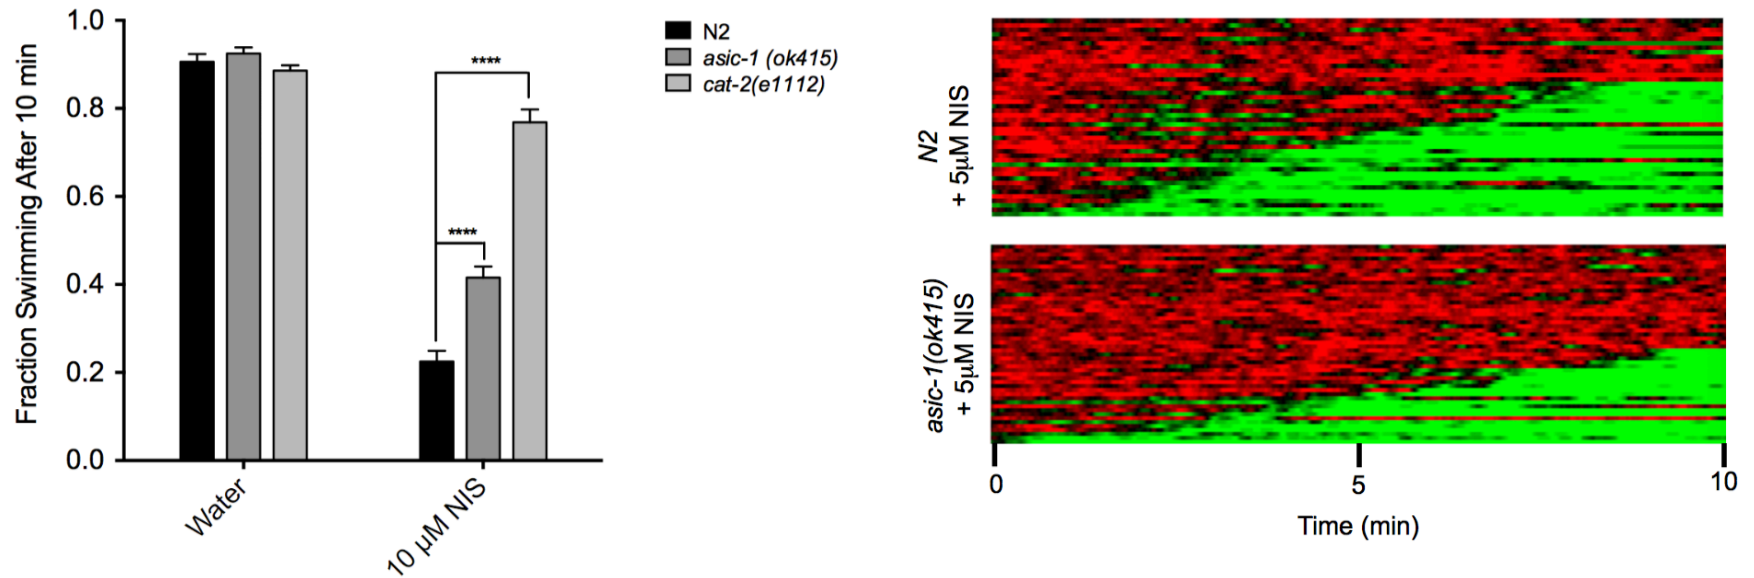 Fraction Swimming After 10 min
1.0
0.8
0.6
0.4
0.2
0.0
Water
10 µM NIS
****
****
N2
asic-1 (ok415)
cat-2(e1112)
N2
+ 5µM NIS
asic-1(ok415)
+ 5µM NIS
0
5
10
Time (min)